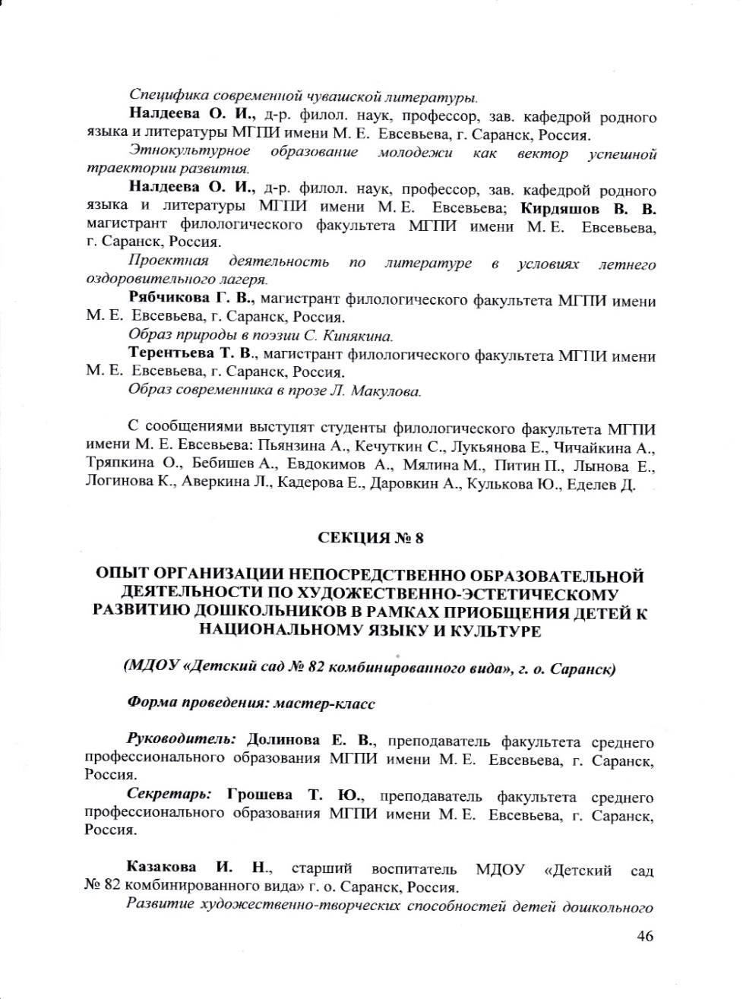 Специфика современной чувашской литературы.
Налдеева О. И., д-р. филол. наук, профессор, зав. кафедрой родного
языка и литературы МГПИ имени М. Е. Евсевьева, г. Саранск, Россия.
Этнокультурное образование молодежи как вектор успешной
траектории развития.
Налдеева О. И., д-р. филол. наук, профессор, зав. кафедрой родного
языка и литературы МГПИ имени М. Е. Евсевьева; Кирдяшов В. В.
магистрант филологического факультета МГПИ имени М. Е. Евсевьева,
г. Саранск, Россия.
Проектная деятельность по литературе в условиях летнего
оздоровительного лагеря.
Рябчикова Г. В., магистрант филологического факультета МГПИ имени
М. Е. Евсевьева, г. Саранск, Россия.
Образ природы в поэзии С. Кинякина.
Терентьева Т. В., магистрант филологического факультета МГПИ имени
М. Е. Евсевьева, г. Саранск, Россия.
Образ современника в прозе Л. Макулова.
С сообщениями выступят студенты филологического факультета МГПИ
имени М. Е. Евсевьева: Пьянзина А., Кечуткин С., Лукьянова Е., Чичайкина А.,
Тряпкина О., Бебишев А., Евдокимов А., Мялина М., Питин П., Лынова Е.,
Логинова К., Аверкина Л., Кадерова Е., Даровкин А., Кулькова Ю., Еделев Д.
СЕКЦИЯ № 8
ОПЫТ ОРГАНИЗАЦИИ НЕПОСРЕДСТВЕННО ОБРАЗОВАТЕЛЬНОЙ
ДЕЯТЕЛЬНОСТИ ПО ХУДОЖЕСТВЕННО-ЭСТЕТИЧЕСКОМУ
РАЗВИТИЮ ДОШКОЛЬНИКОВ В РАМКАХ ПРИОБЩЕНИЯ ДЕТЕЙ К
НАЦИОНАЛЬНОМУ ЯЗЫКУ И КУЛЬТУРЕ
(МДОУ «Детский сад № 82 комбинированного вида», г. о. Саранск)
Форма проведения: мастер-класс
Руководитель: Долинова Е. В., преподаватель факультета среднего
профессионального образования МГПИ имени М. Е. Евсевьева, г. Саранск,
Россия.
Секретарь: Грошева Т. Ю., преподаватель факультета среднего
профессионального образования МГПИ имени М. Е. Евсевьева, г. Саранск,
Россия.
Казакова И. Н., старший воспитатель МДОУ «Детский сад
№ 82 комбинированного вида» г. о. Саранск, Россия.
Развитие художественно-творческих способностей детей дошкольного
46